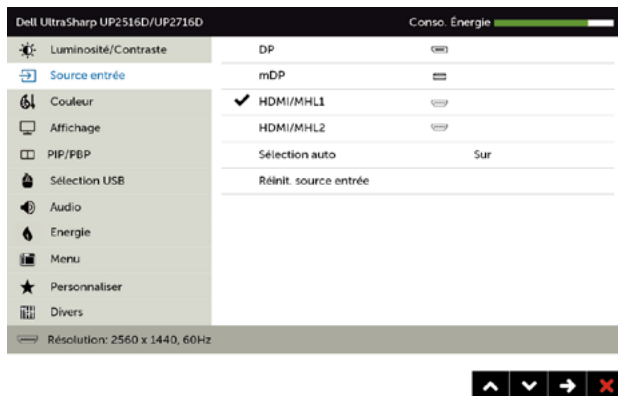 Dell UltraSharp UP2516D/UP2716D Conso. Énergie
Luminosité/Contraste DP
Source entrée mDP
Couleur HDMI/MHL1
Affichage HDMI/MHL2
PIP/PBP Sélection auto Sur
Sélection USB Réinit. source entrée
Audio
Energie
Menu
Personnaliser
Divers
Résolution: 2560 x 1440, 60Hz